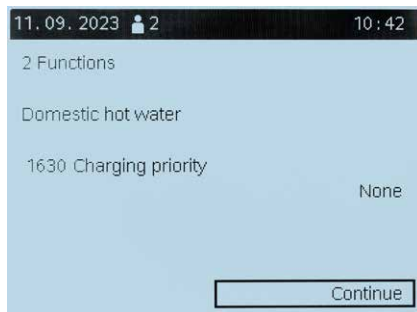 11.09.2023 2 10:42
2 Functions
Domestic hot water
1630 Charging priority
None
Continue